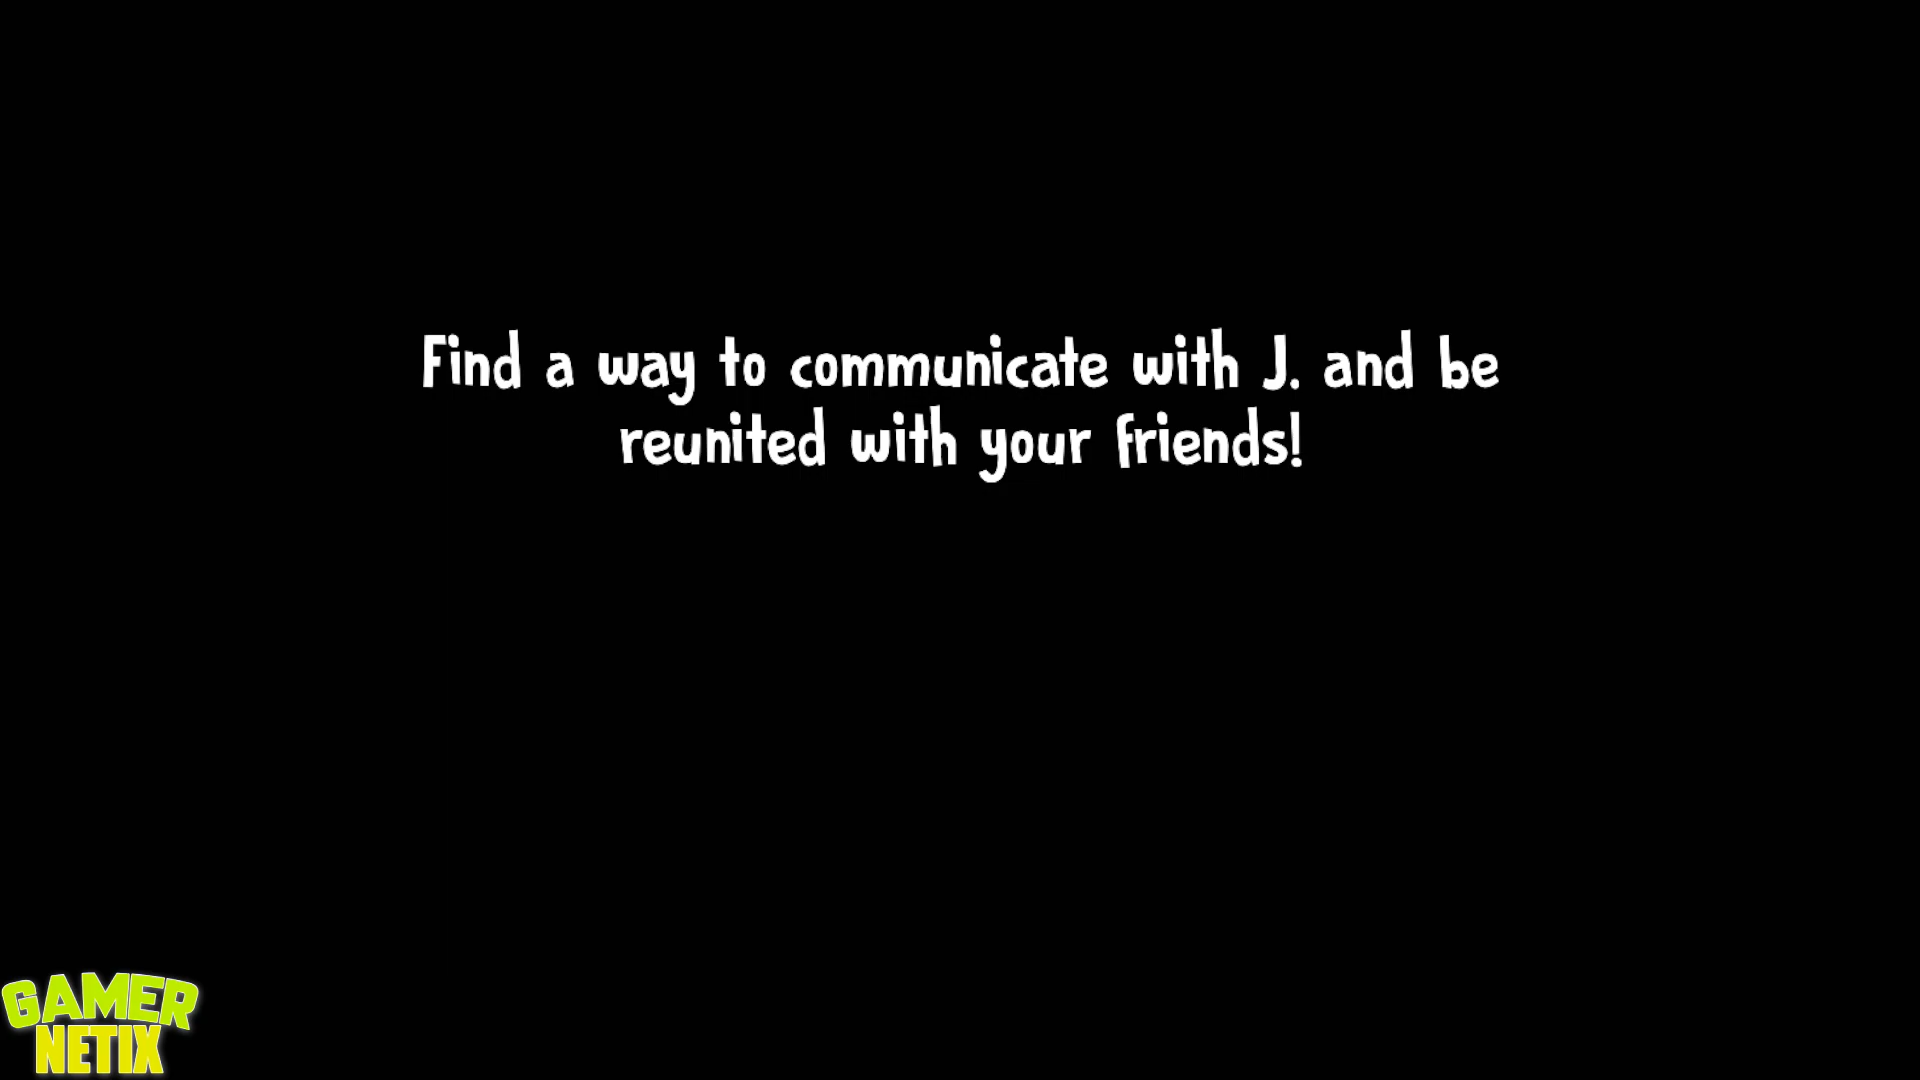 Find a way to communicate with J. and be
reunited with your friends!
GAMER
NETIX